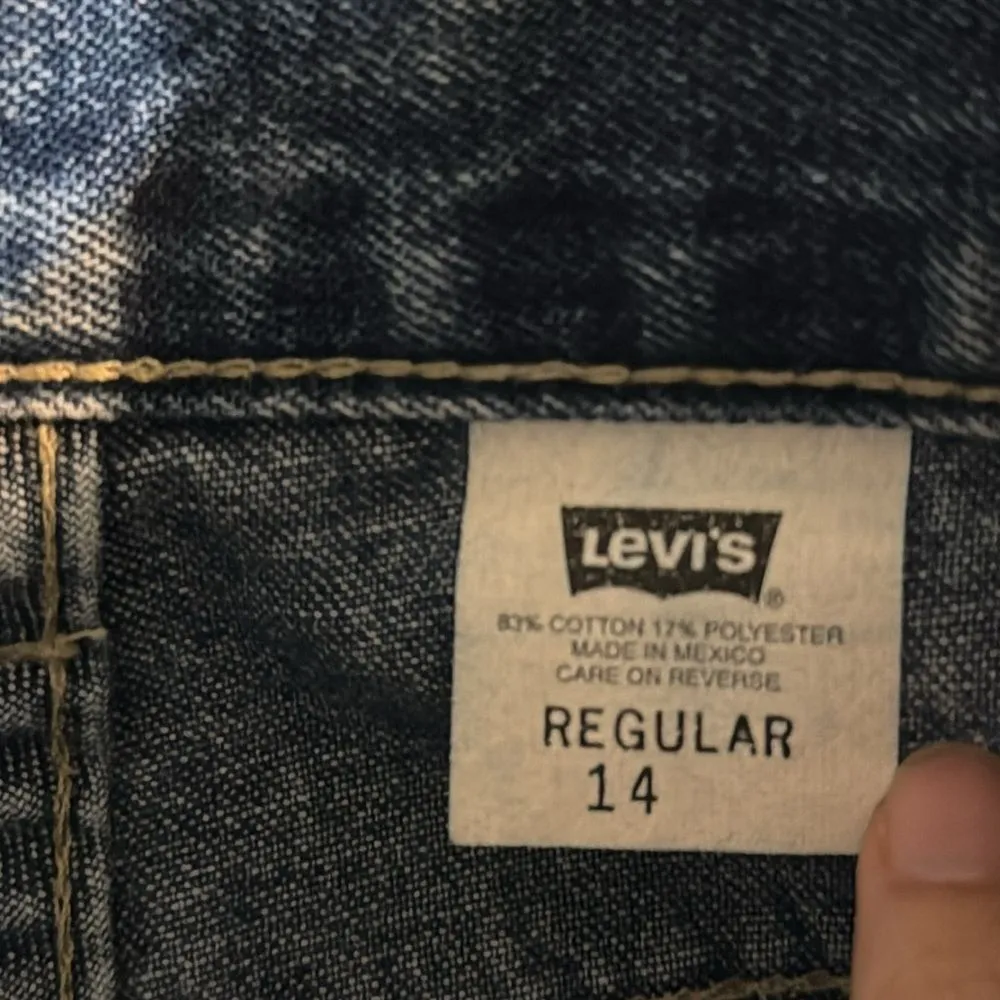 Levi's ®
83% COTTON 17% POLYESTER
MADE IN MEXICO
CARE ON REVERSE
REGULAR
14